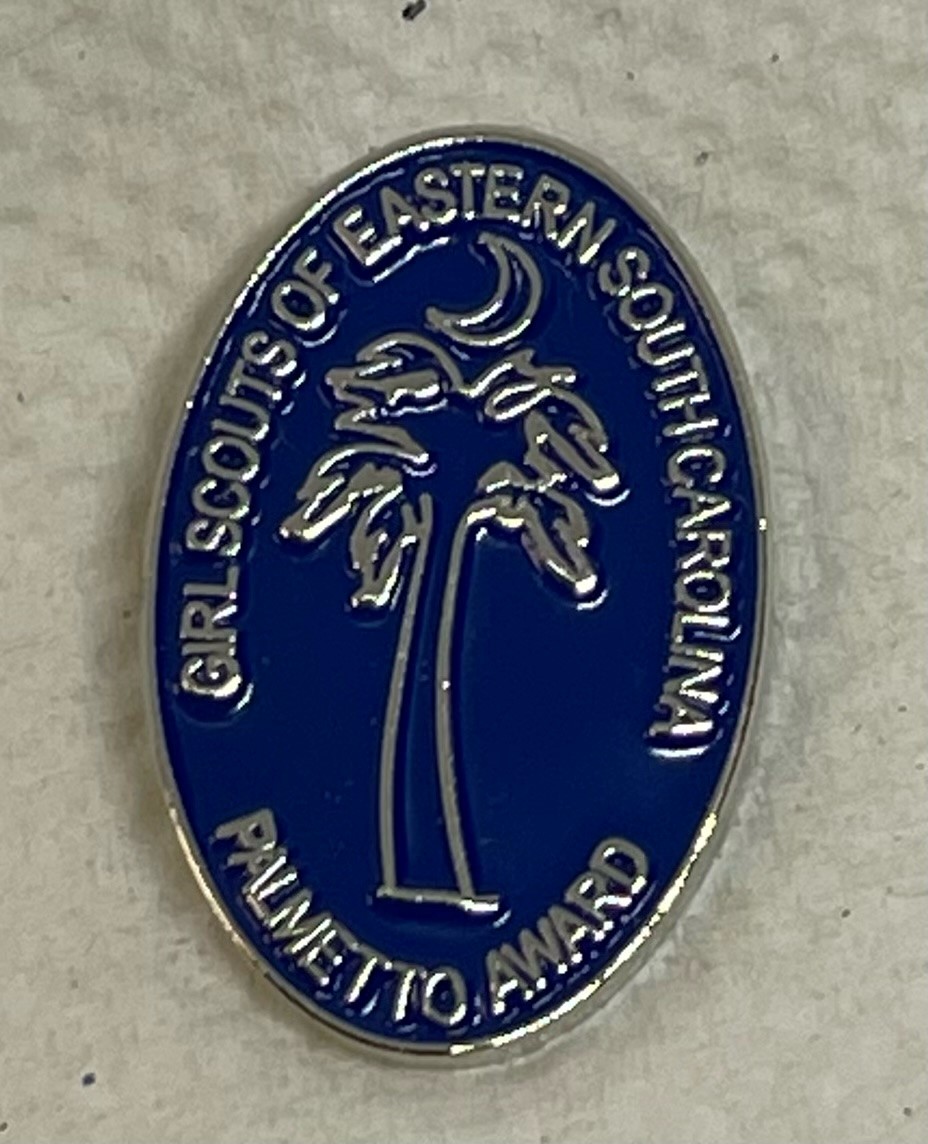 GIRL SCOUTS OF EASTERN SOUTH CAROLINA
PALMETTO AWARD